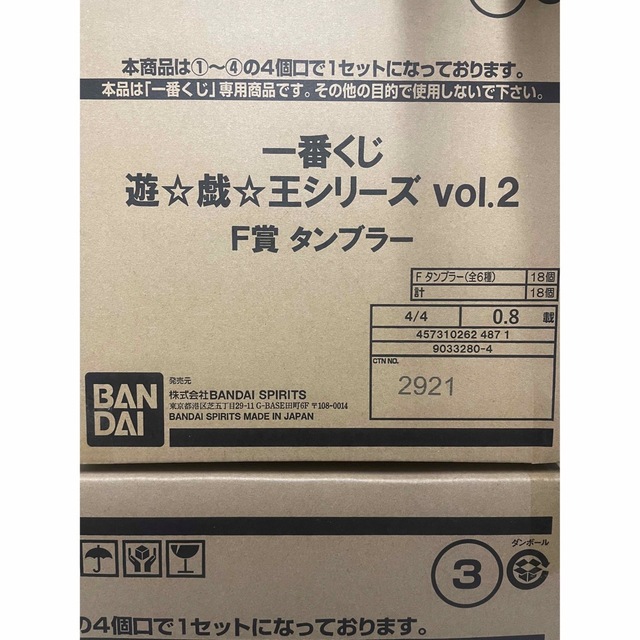 本商品は①～④の4個口で1セットになっております。
本品は「一番くじ」専用商品です。その他の目的で使用しないで下さい。
一番くじ
遊☆戯☆王シリーズ vol.2
F賞 タンブラー
F タンブラー(全6種) 18個
計 18個
4/4 0.8 載
457310262 487 1
9033280-4
CTN NO.
2921
BAN
DAI
発売元
株式会社BANDAI SPIRITS
東京都港区芝五丁目29-11 G-BASE田町6F 〒108-0014
BANDAI SPIRITS MADE IN JAPAN
3
ダンボール
の4個口で1セットになっております。